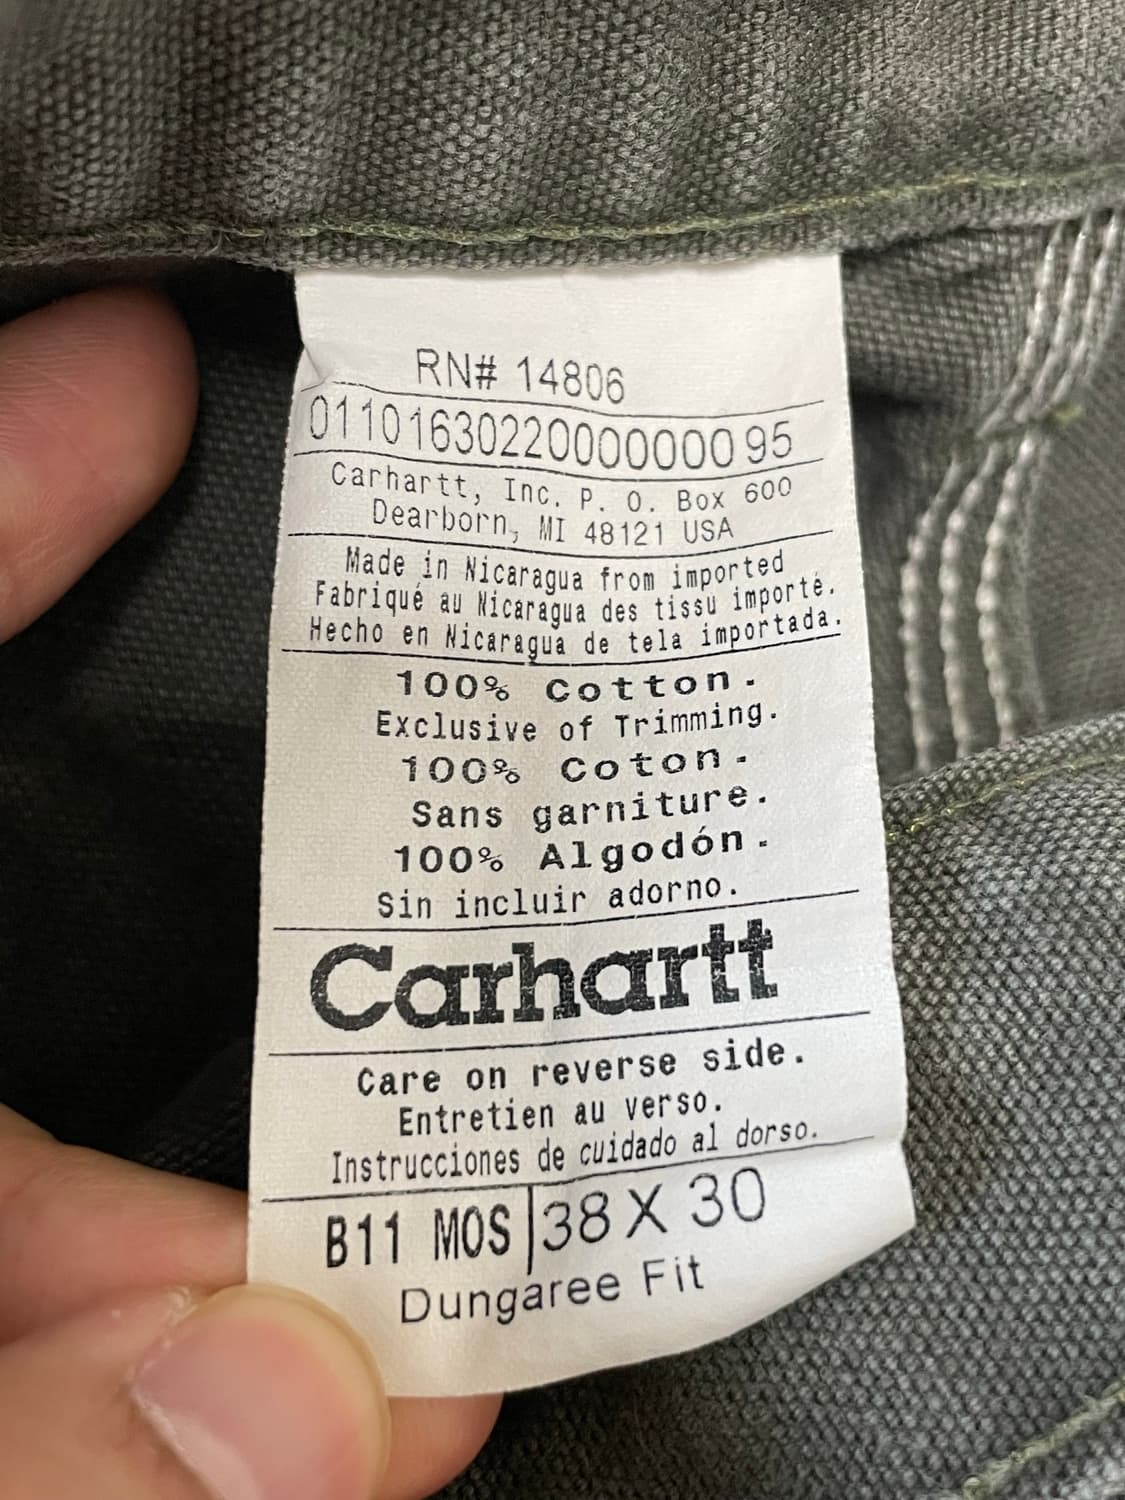 RN# 14806
01101630220000000095
Carhartt, Inc. P. O. Box 600
Dearborn, MI 48121 USA
Made in Nicaragua from imported
Fabriqué au Nicaragua des tissu importé.
Hecho en Nicaragua de tela importada.
100% Cotton.
Exclusive of Trimming.
100% Coton.
Sans garniture.
100% Algodón.
Sin incluir adorno.
Carhartt
Care on reverse side.
Entretien au verso.
Instrucciones de cuidado al dorso.
B11 MOS 38 X 30
Dungaree Fit